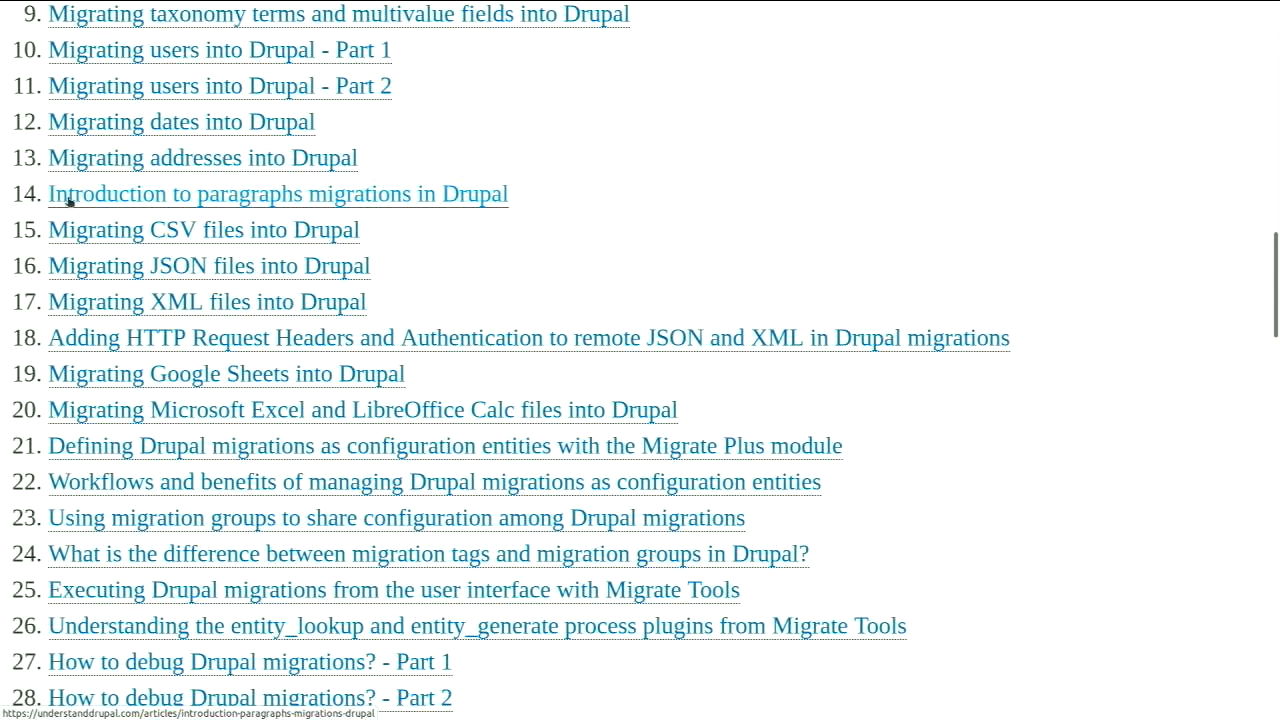 9. Migrating taxonomy terms and multivalue fields into Drupal
10. Migrating users into Drupal - Part 1
11. Migrating users into Drupal - Part 2
12. Migrating dates into Drupal
13. Migrating addresses into Drupal
14. Introduction to paragraphs migrations in Drupal
15. Migrating CSV files into Drupal
16. Migrating JSON files into Drupal
17. Migrating XML files into Drupal
18. Adding HTTP Request Headers and Authentication to remote JSON and XML in Drupal migrations
19. Migrating Google Sheets into Drupal
20. Migrating Microsoft Excel and LibreOffice Calc files into Drupal
21. Defining Drupal migrations as configuration entities with the Migrate Plus module
22. Workflows and benefits of managing Drupal migrations as configuration entities
23. Using migration groups to share configuration among Drupal migrations
24. What is the difference between migration tags and migration groups in Drupal?
25. Executing Drupal migrations from the user interface with Migrate Tools
26. Understanding the entity_lookup and entity_generate process plugins from Migrate Tools
27. How to debug Drupal migrations? - Part 1
28. How to debug Drupal migrations? - Part 2
https://understanddrupal.com/articles/introduction-paragraphs-migrations-drupal